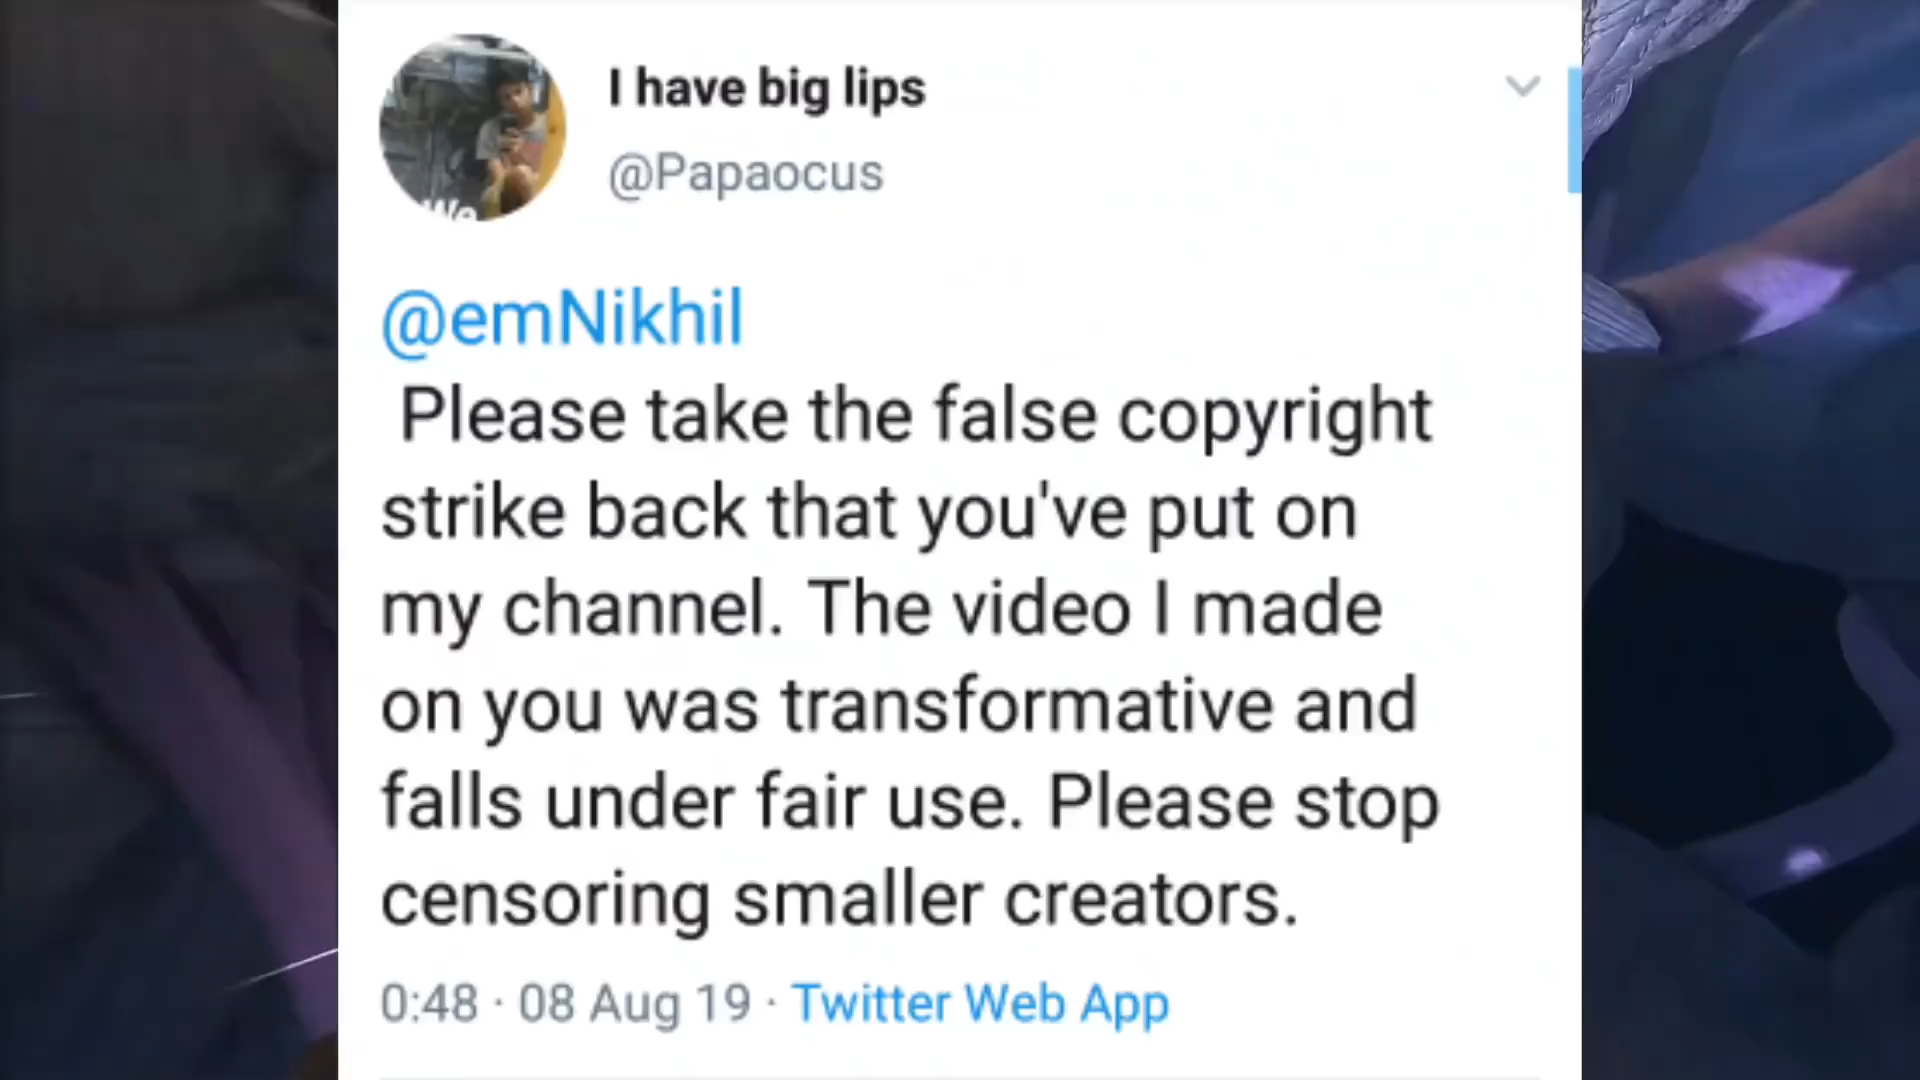 I have big lips
@Papaocus
We
@emNikhil
Please take the false copyright
strike back that you've put on
my channel. The video I made
on you was transformative and
falls under fair use. Please stop
censoring smaller creators.
0:48 · 08 Aug 19 · Twitter Web App